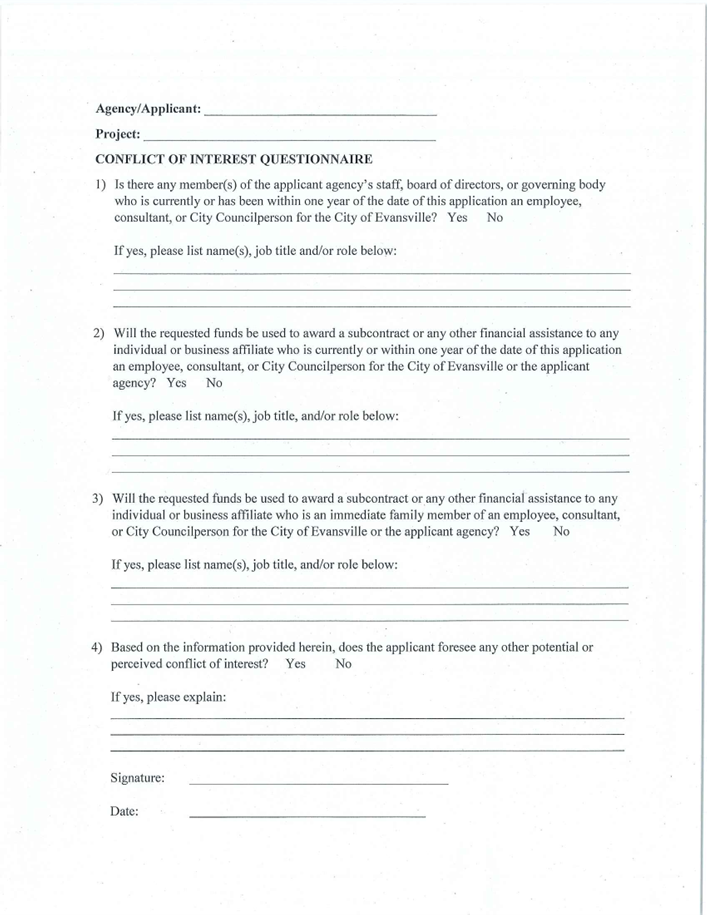 Agency/Applicant:
Project:
CONFLICT OF INTEREST QUESTIONNAIRE
1) Is there any member(s) of the applicant agency's staff, board of directors, or governing body
who is currently or has been within one year of the date of this application an employee,
consultant, or City Councilperson for the City of Evansville? Yes No
If yes, please list name(s), job title and/or role below:
2) Will the requested funds be used to award a subcontract or any other financial assistance to any
individual or business affiliate who is currently or within one year of the date of this application
an employee, consultant, or City Councilperson for the City of Evansville or the applicant
agency? Yes No
If yes, please list name(s), job title, and/or role below:
3) Will the requested funds be used to award a subcontract or any other financial assistance to any
individual or business affiliate who is an immediate family member of an employee, consultant,
or City Councilperson for the City of Evansville or the applicant agency? Yes No
If yes, please list name(s), job title, and/or role below:
4) Based on the information provided herein, does the applicant foresee any other potential or
perceived conflict of interest? Yes No
If yes, please explain:
Signature:
Date: